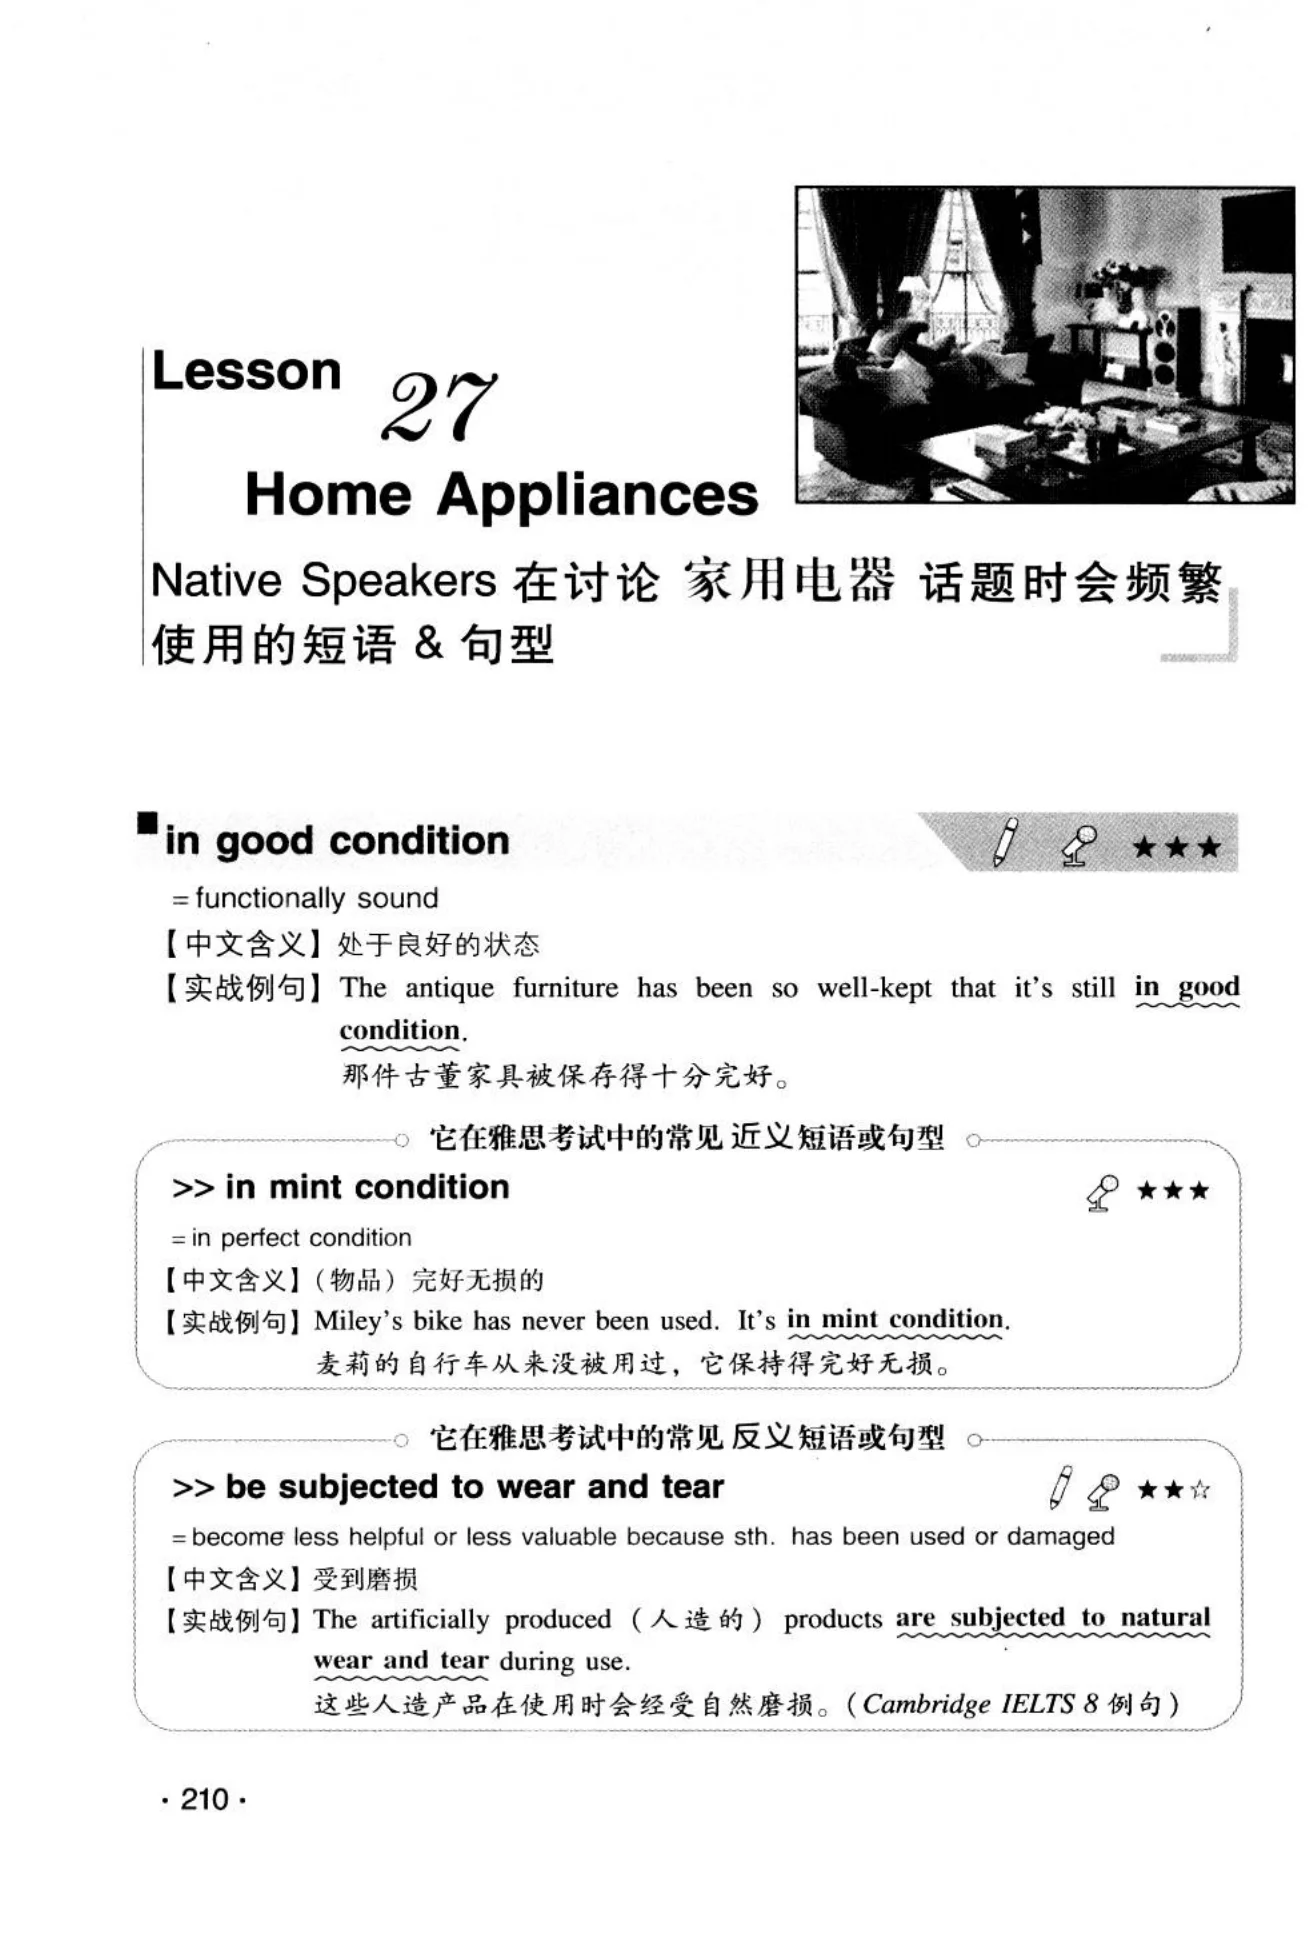 Lesson 27
Home Appliances
Native Speakers 在讨论 家用电器 话题时会频繁
使用的短语 & 句型
in good condition ★★★
= functionally sound
【中文含义】处于良好的状态
【实战例句】The antique furniture has been so well-kept that it's still in good
condition.
那件古董家具被保存得十分完好。
它在雅思考试中的常见近义短语或句型
>> in mint condition ★★★
= in perfect condition
【中文含义】（物品）完好无损的
【实战例句】Miley's bike has never been used. It's in mint condition.
麦莉的自行车从来没被用过，它保持得完好无损。
它在雅思考试中的常见反义短语或句型
>> be subjected to wear and tear ★★☆
= become less helpful or less valuable because sth. has been used or damaged
【中文含义】受到磨损
【实战例句】The artificially produced（人造的）products are subjected to natural
wear and tear during use.
这些人造产品在使用时会经受自然磨损。（Cambridge IELTS 8 例句）
· 210 ·